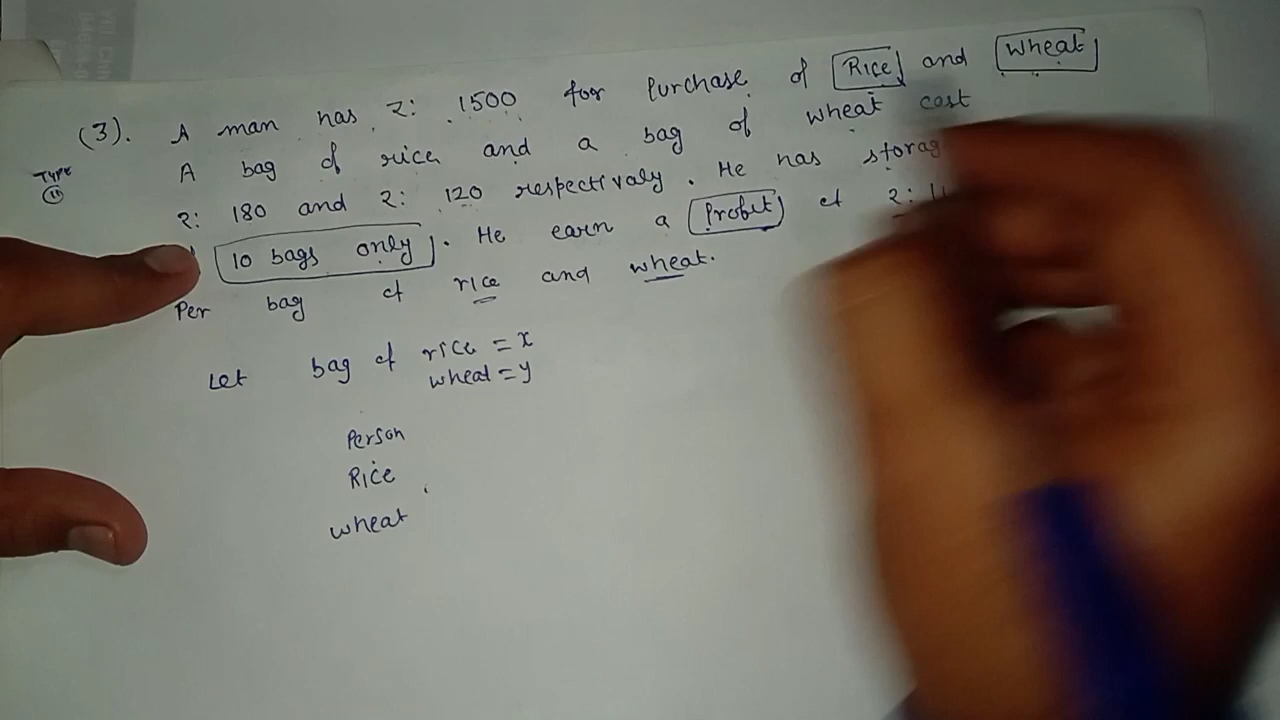 (3). A man has ₹: 1500 for Purchase of Rice and Wheat
TYPE A bag of rice and a bag of wheat cost
₹: 180 and ₹: 120 respectivaly. He has storag
10 bags only. He earn a Profit of ₹: 11
Per bag of rice and wheat.
Let bag of rice = x
wheat = y
Person
Rice
wheat